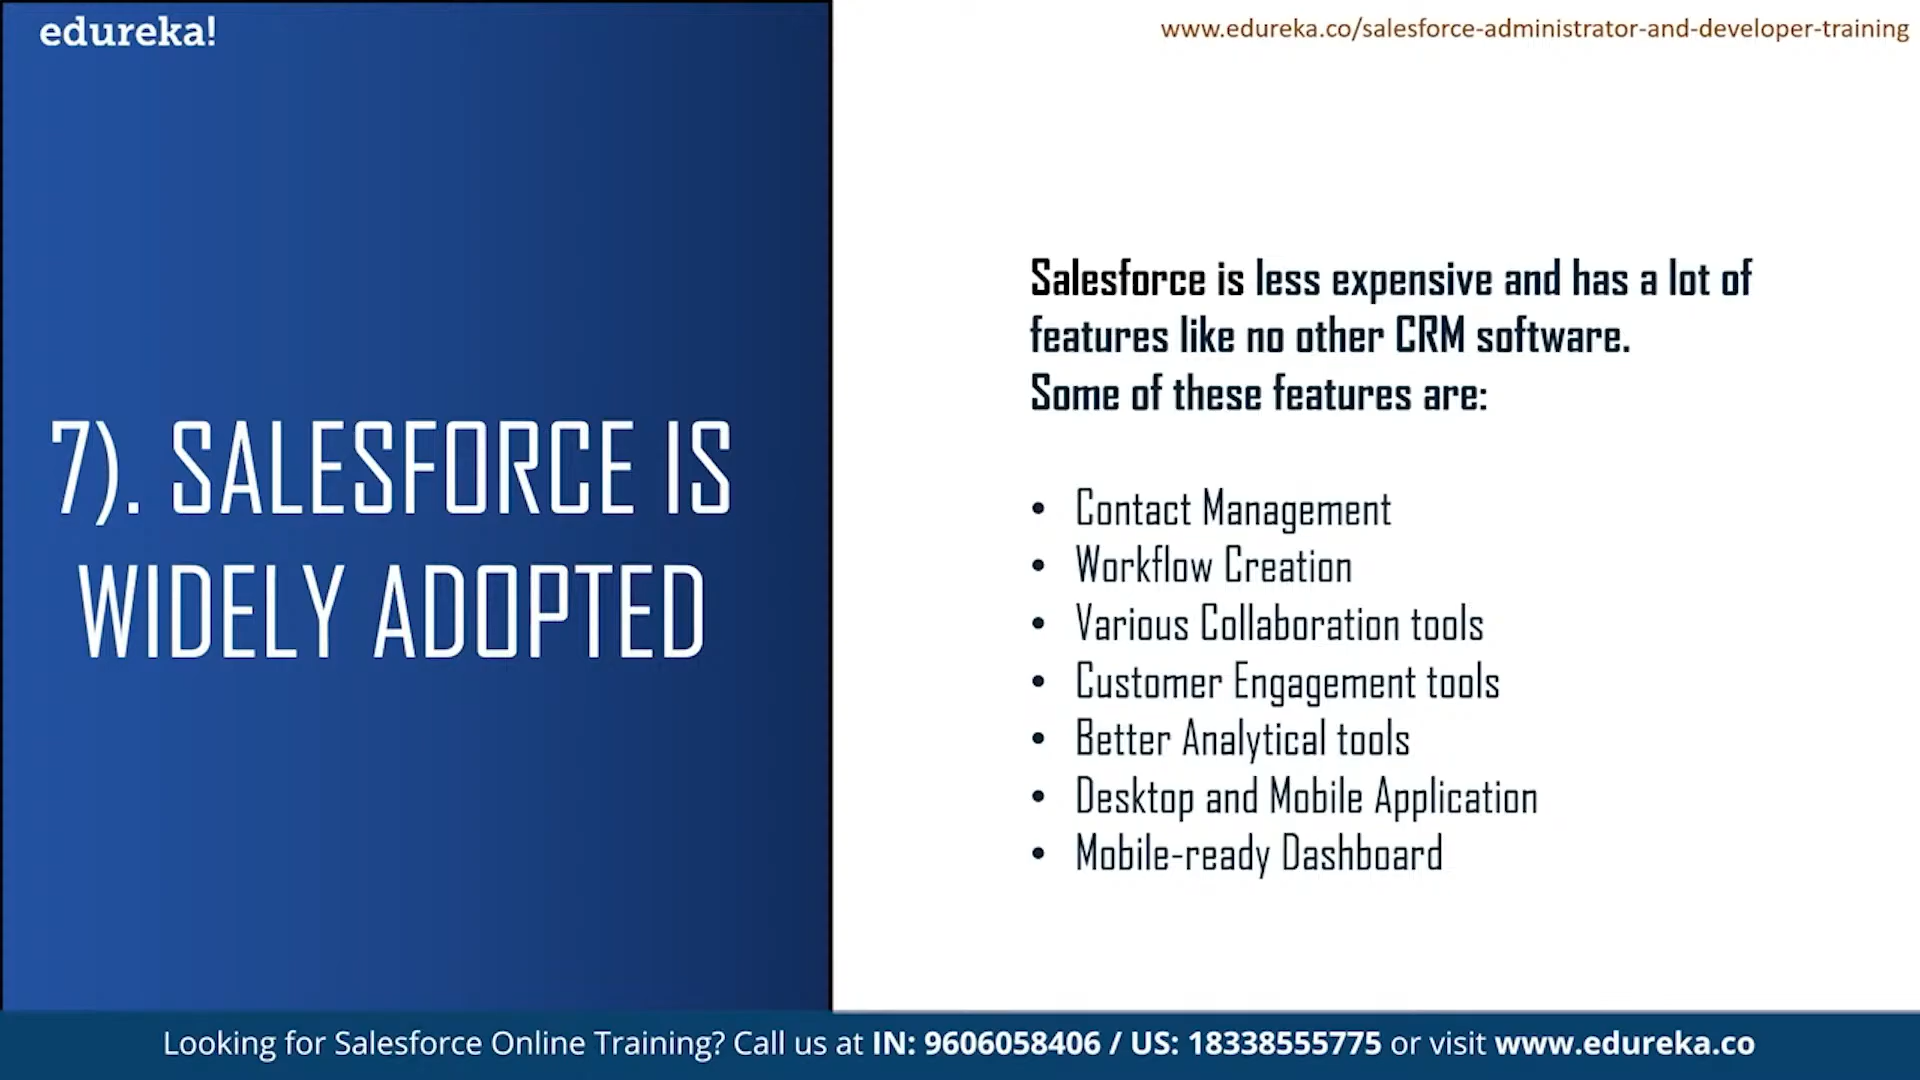 edureka!
www.edureka.co/salesforce-administrator-and-developer-training
7). SALESFORCE IS
WIDELY ADOPTED
Salesforce is less expensive and has a lot of
features like no other CRM software.
Some of these features are:
• Contact Management
• Workflow Creation
• Various Collaboration tools
• Customer Engagement tools
• Better Analytical tools
• Desktop and Mobile Application
• Mobile-ready Dashboard
Looking for Salesforce Online Training? Call us at IN: 9606058406 / US: 18338555775 or visit www.edureka.co